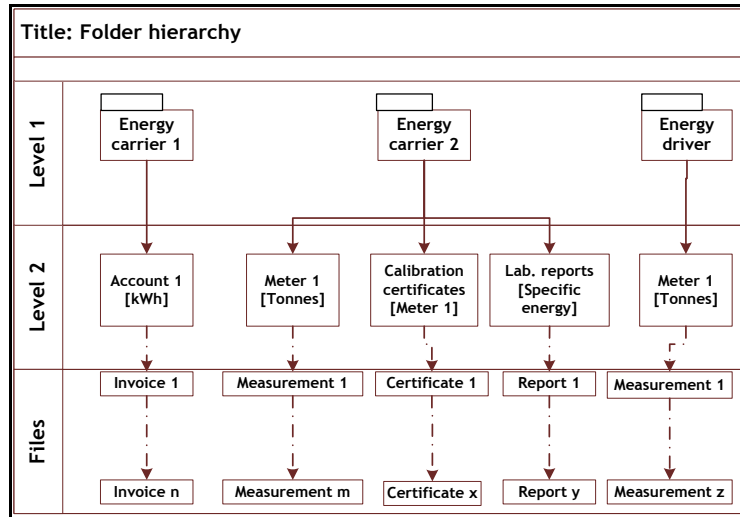 Title: Folder hierarchy
Level 1
Energy
carrier 1
Energy
carrier 2
Energy
driver
Level 2
Account 1
[kWh]
Meter 1
[Tonnes]
Calibration
certificates
[Meter 1]
Lab. reports
[Specific
energy]
Meter 1
[Tonnes]
Files
Invoice 1
Measurement 1
Certificate 1
Report 1
Measurement 1
Invoice n
Measurement m
Certificate x
Report y
Measurement z